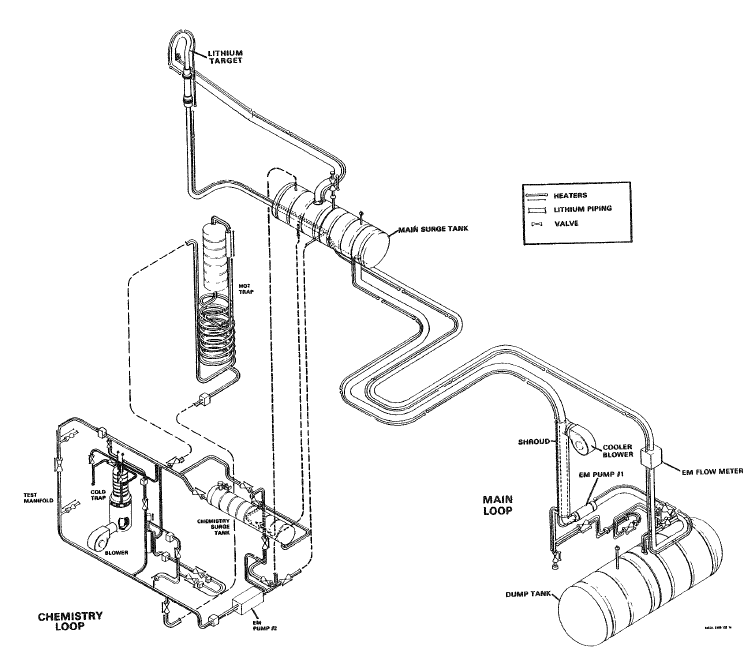 LITHIUM
TARGET
HEATERS
LITHIUM PIPING
VALVE
MAIN SURGE TANK
HOT
TRAP
SHROUD
COOLER
BLOWER
EM PUMP #1
EM FLOW METER
MAIN
LOOP
TEST
MANIFOLD
COLD
TRAP
CHEMISTRY
SURGE
TANK
BLOWER
DUMP TANK
CHEMISTRY
LOOP
EM
PUMP #2